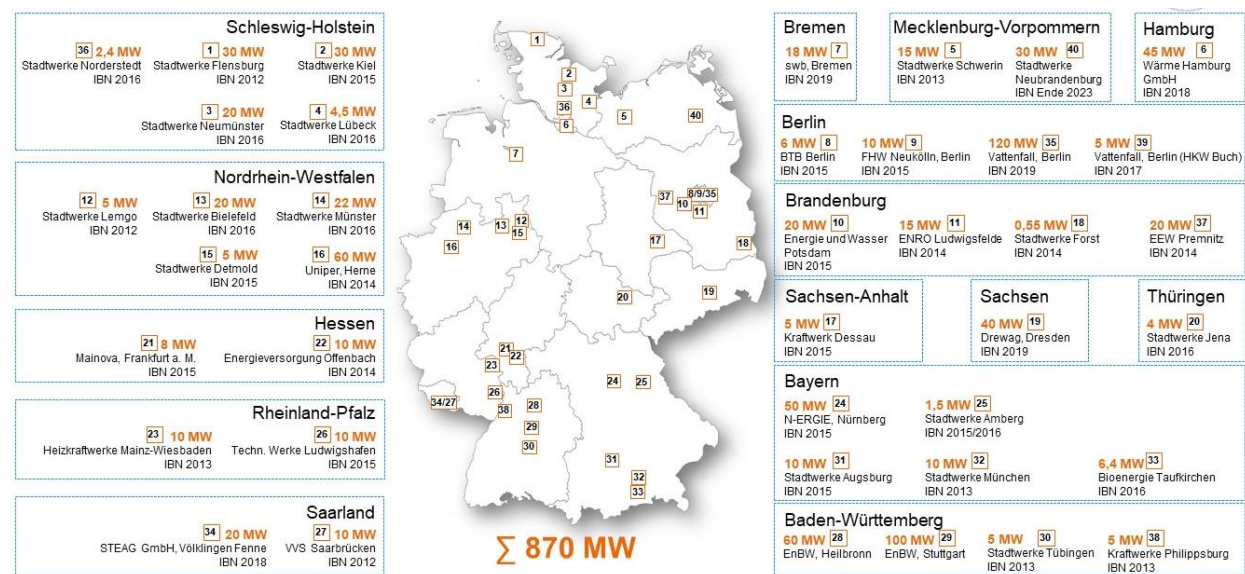 Schleswig-Holstein
36 2,4 MW
Stadtwerke Norderstedt
IBN 2016
1 30 MW
Stadtwerke Flensburg
IBN 2012
2 30 MW
Stadtwerke Kiel
IBN 2015
3 20 MW
Stadtwerke Neumünster
IBN 2016
4 4,5 MW
Stadtwerke Lübeck
IBN 2016
Nordrhein-Westfalen
12 5 MW
Stadtwerke Lemgo
IBN 2012
13 20 MW
Stadtwerke Bielefeld
IBN 2016
14 22 MW
Stadtwerke Münster
IBN 2016
15 5 MW
Stadtwerke Detmold
IBN 2015
16 60 MW
Uniper, Herne
IBN 2014
Hessen
21 8 MW
Mainova, Frankfurt a. M.
IBN 2015
22 10 MW
Energieversorgung Offenbach
IBN 2014
Rheinland-Pfalz
23 10 MW
Heizkraftwerke Mainz-Wiesbaden
IBN 2013
26 10 MW
Techn. Werke Ludwigshafen
IBN 2015
Saarland
34 20 MW
STEAG GmbH, Völklingen Fenne
IBN 2018
27 10 MW
VVS Saarbrücken
IBN 2012
1
2
3
36
4
6
5
40
7
8/9/35
37
10
11
12
13
14
15
16
17
18
19
20
21
22
23
24
25
26
34/27
38
28
29
30
31
32
33
∑ 870 MW
Bremen
18 MW 7
swb, Bremen
IBN 2019
Mecklenburg-Vorpommern
15 MW 5
Stadtwerke Schwerin
IBN 2013
30 MW 40
Stadtwerke
Neubrandenburg
IBN Ende 2023
Hamburg
45 MW 6
Wärme Hamburg
GmbH
IBN 2018
Berlin
6 MW 8
BTB Berlin
IBN 2015
10 MW 9
FHW Neukölln, Berlin
IBN 2015
120 MW 35
Vattenfall, Berlin
IBN 2019
5 MW 39
Vattenfall, Berlin (HKW Buch)
IBN 2017
Brandenburg
20 MW 10
Energie und Wasser
Potsdam
IBN 2015
15 MW 11
ENRO Ludwigsfelde
IBN 2014
0,55 MW 18
Stadtwerke Forst
IBN 2014
20 MW 37
EEW Premnitz
IBN 2014
Sachsen-Anhalt
5 MW 17
Kraftwerk Dessau
IBN 2015
Sachsen
40 MW 19
Drewag, Dresden
IBN 2019
Thüringen
4 MW 20
Stadtwerke Jena
IBN 2016
Bayern
50 MW 24
N-ERGIE, Nürnberg
IBN 2015
1,5 MW 25
Stadtwerke Amberg
IBN 2015/2016
10 MW 31
Stadtwerke Augsburg
IBN 2015
10 MW 32
Stadtwerke München
IBN 2013
6,4 MW 33
Bioenergie Taufkirchen
IBN 2016
Baden-Württemberg
60 MW 28
EnBW, Heilbronn
100 MW 29
EnBW, Stuttgart
5 MW 30
Stadtwerke Tübingen
IBN 2013
5 MW 38
Kraftwerke Philippsburg
IBN 2013